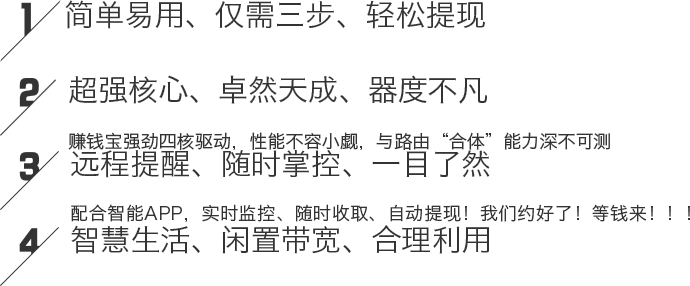 1 简单易用、仅需三步、轻松提现
2 超强核心、卓然天成、器度不凡
赚钱宝强劲四核驱动，性能不容小觑，与路由“合体”能力深不可测
3 远程提醒、随时掌控、一目了然
配合智能APP，实时监控、随时收取、自动提现！我们约好了！等钱来！！！
4 智慧生活、闲置带宽、合理利用